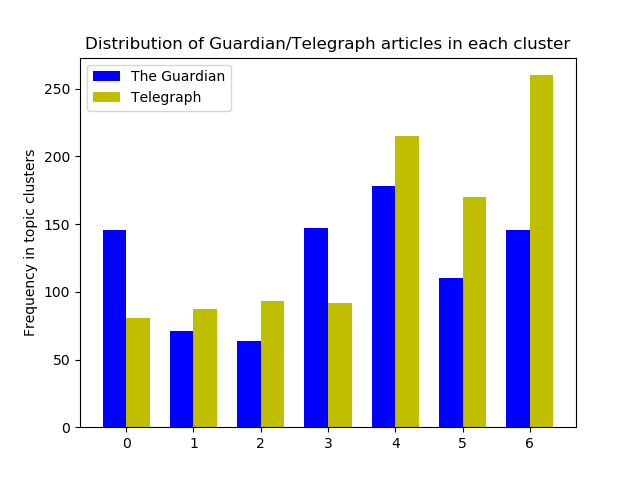 Distribution of Guardian/Telegraph articles in each cluster
The Guardian
Telegraph
Frequency in topic clusters
250
200
150
100
50
0
0 1 2 3 4 5 6